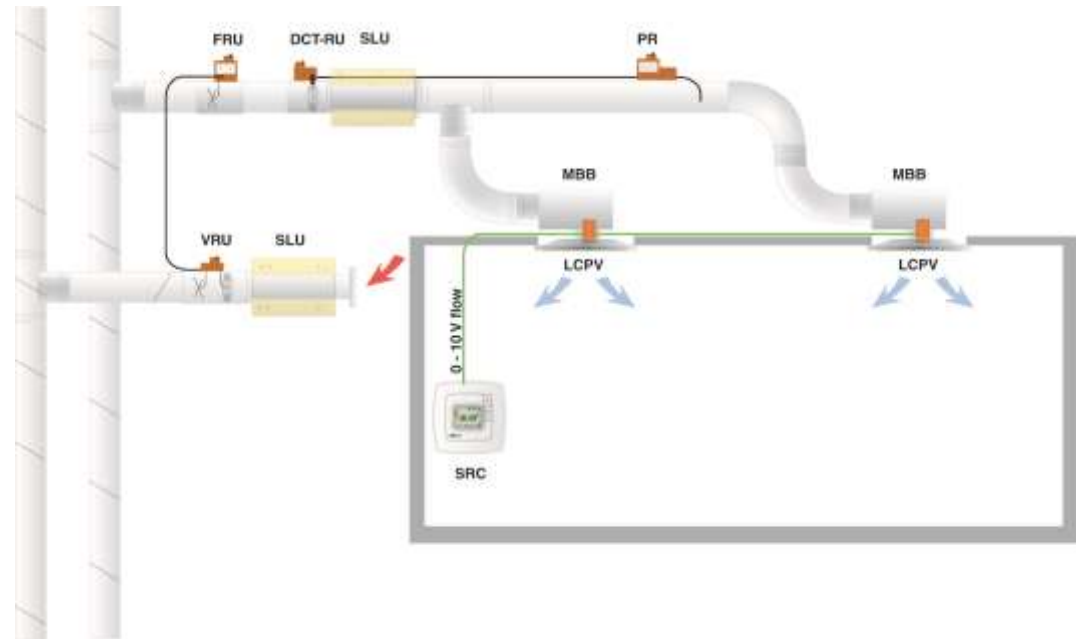 FRU
DCT-RU
SLU
PR
MBB
MBB
VRU
SLU
LCPV
LCPV
0 - 10 V flow
SRC